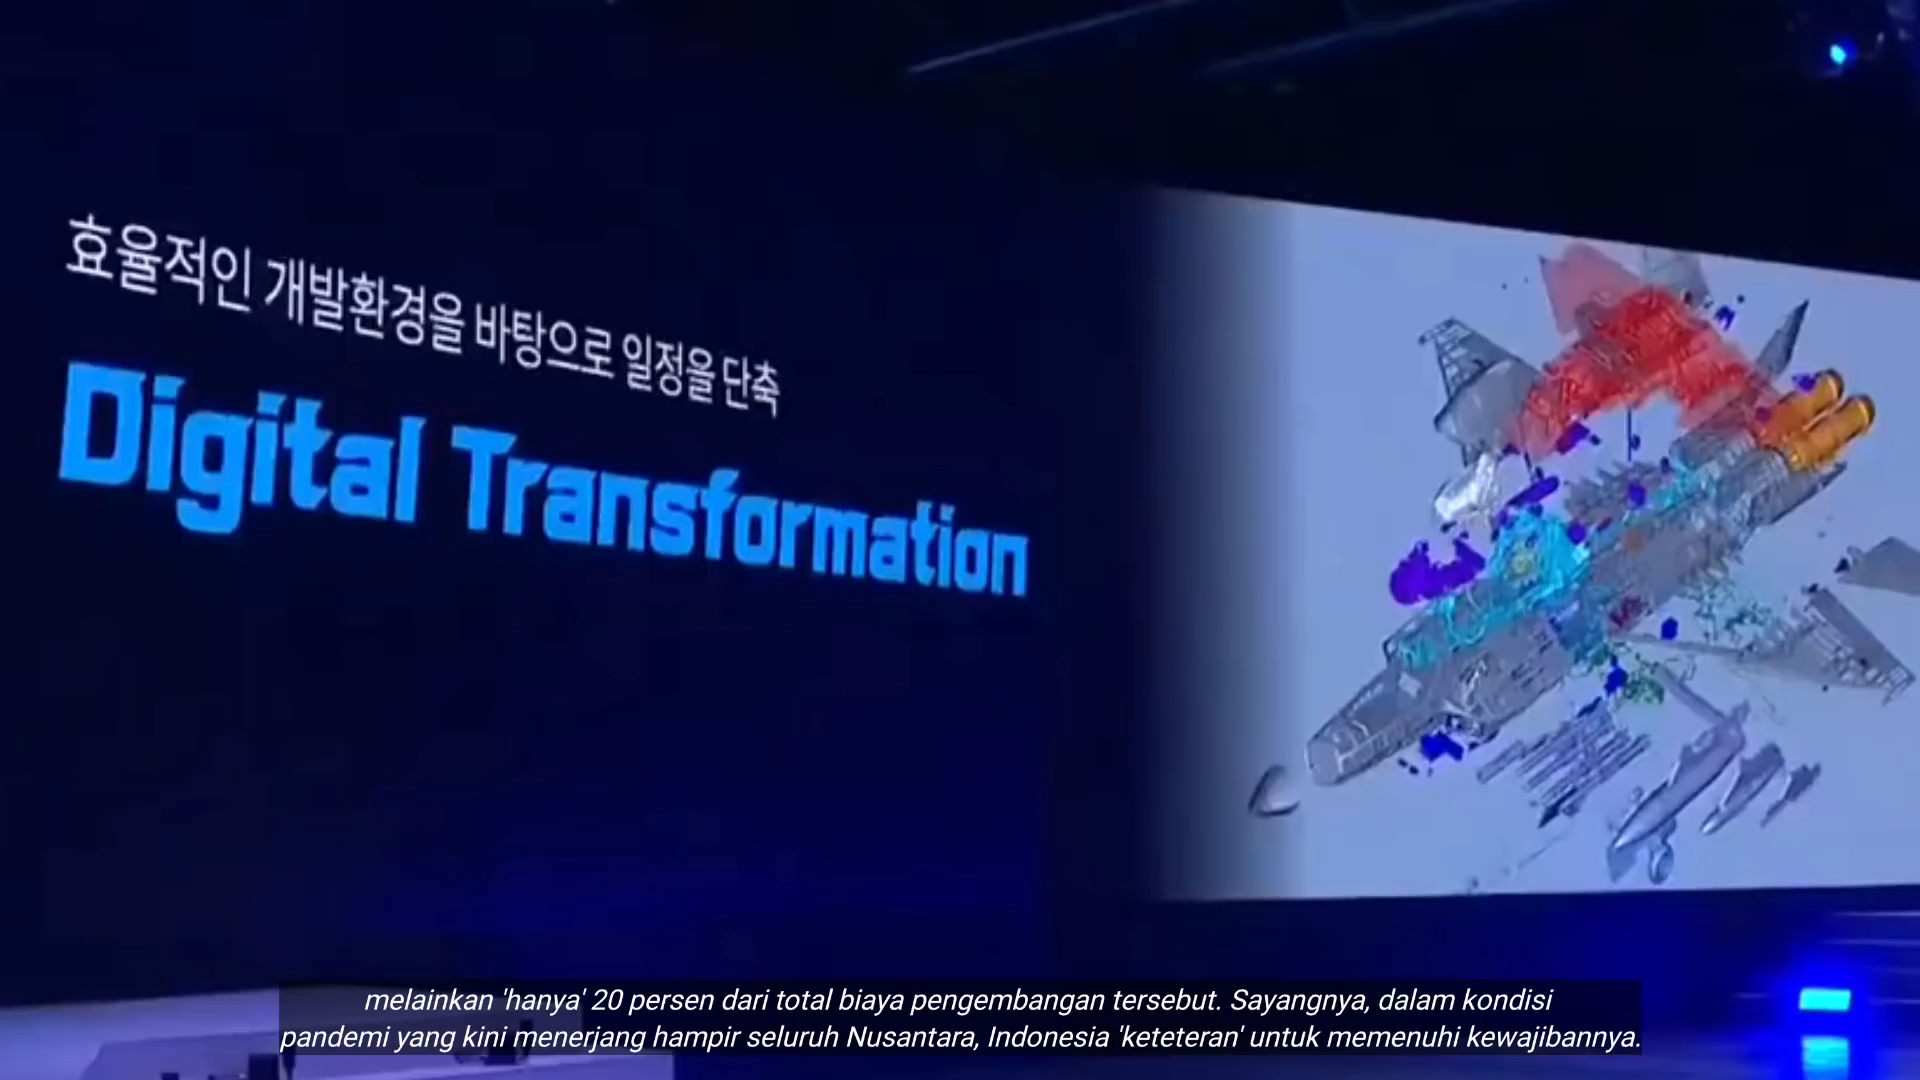 효율적인 개발환경을 바탕으로 일정을 단축
Digital Transformation
melainkan 'hanya' 20 persen dari total biaya pengembangan tersebut. Sayangnya, dalam kondisi
pandemi yang kini menerjang hampir seluruh Nusantara, Indonesia 'keteteran' untuk memenuhi kewajibannya.